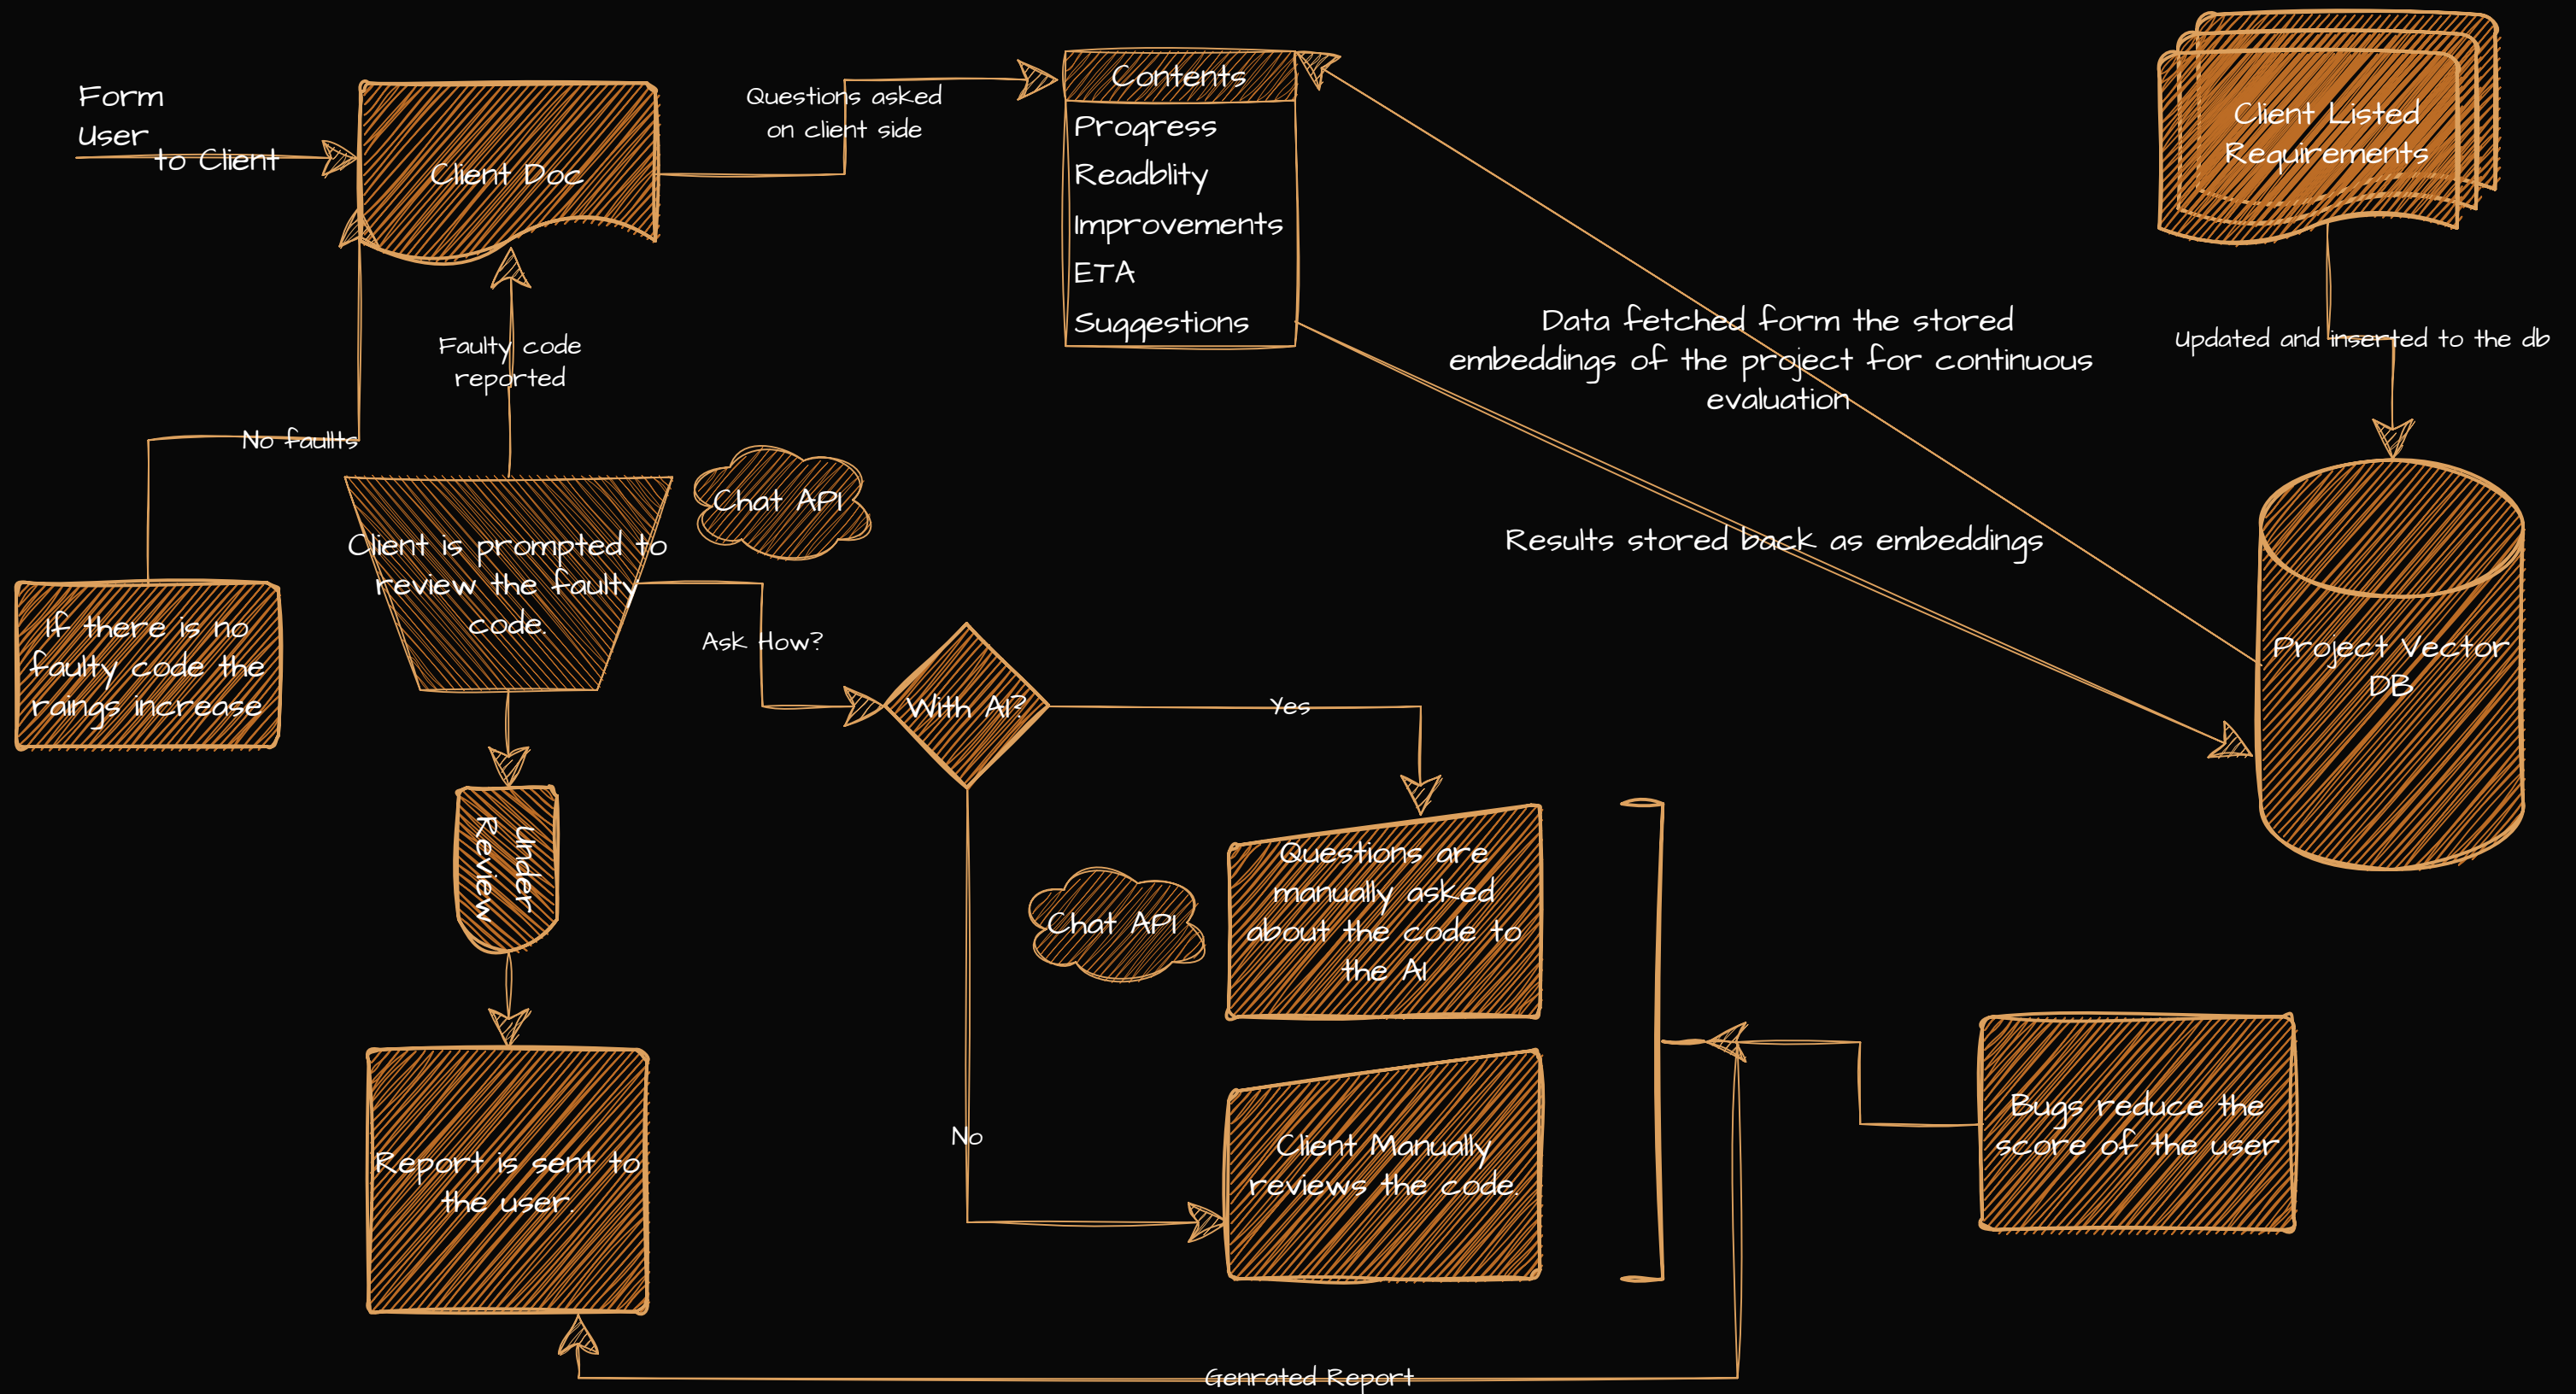 Form
User
to Client
Client Doc
Questions asked
on client side
Contents
Progress
Readblity
Improvements
ETA
Suggestions
Client Listed
Requirements
Updated and inserted to the db
Data fetched form the stored
embeddings of the project for continuous
evaluation
Results stored back as embeddings
Project Vector
DB
Faulty code
reported
No faullts
Chat API
Client is prompted to
review the faulty
code.
If there is no
faulty code the
raings increase
Ask How?
With AI?
Yes
No
Under
Review
Questions are
manually asked
about the code to
the AI
Chat API
Client Manually
reviews the code.
Bugs reduce the
score of the user
Report is sent to
the user.
Genrated Report